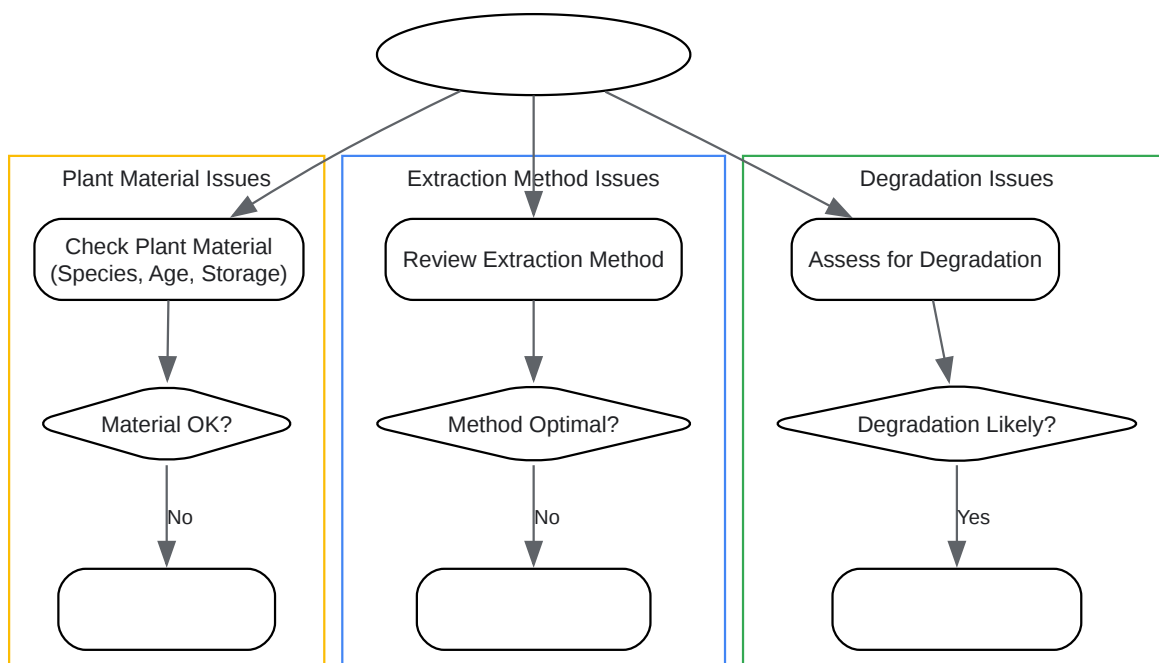 Plant Material Issues
Extraction Method Issues
Degradation Issues
Check Plant Material
(Species, Age, Storage)
Review Extraction Method
Assess for Degradation
Material OK?
Method Optimal?
Degradation Likely?
No
No
Yes